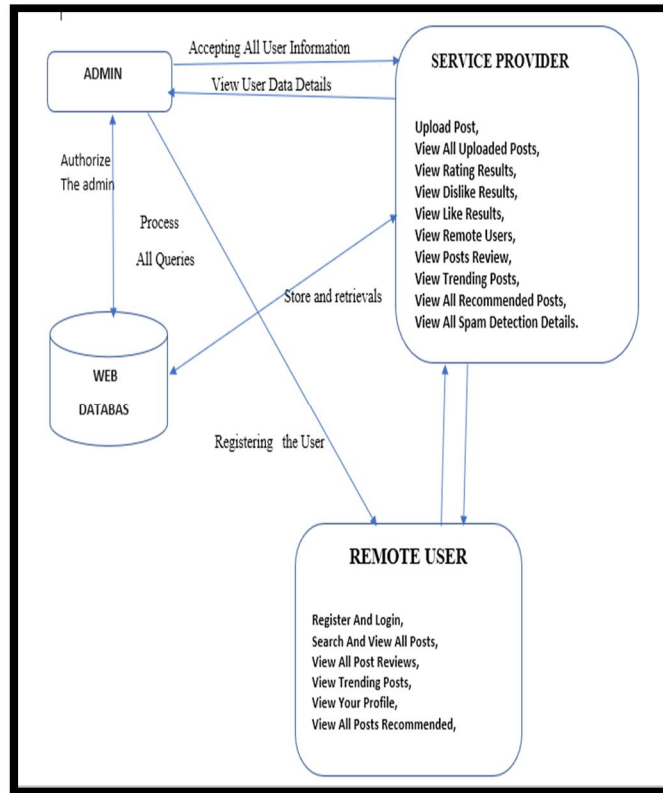 Accepting All User Information
ADMIN
View User Data Details
SERVICE PROVIDER
Upload Post,
View All Uploaded Posts,
View Rating Results,
View Dislike Results,
View Like Results,
View Remote Users,
View Posts Review,
View Trending Posts,
View All Recommended Posts,
View All Spam Detection Details.
Authorize
The admin
Process
All Queries
Store and retrievals
WEB
DATABAS
Registering the User
REMOTE USER
Register And Login,
Search And View All Posts,
View All Post Reviews,
View Trending Posts,
View Your Profile,
View All Posts Recommended,